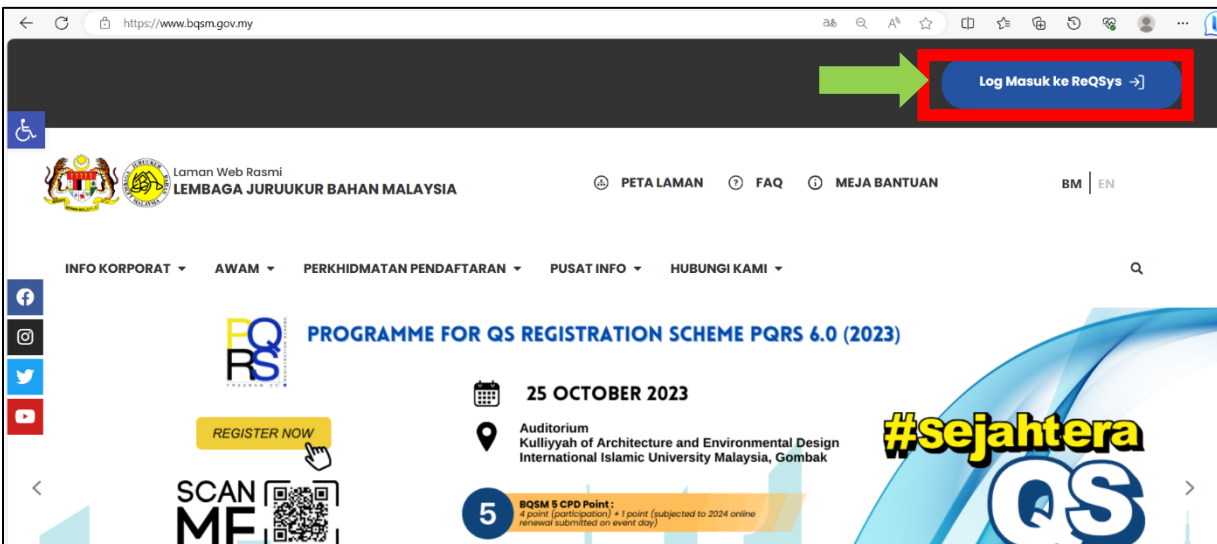 https://www.bqsm.gov.my
Log Masuk ke ReQSys
Laman Web Rasmi
LEMBAGA JURUUKUR BAHAN MALAYSIA
PETA LAMAN
FAQ
MEJA BANTUAN
BM
EN
INFO KORPORAT
AWAM
PERKHIDMATAN PENDAFTARAN
PUSAT INFO
HUBUNGI KAMI
PQRS
PROGRAMME FOR QS REGISTRATION SCHEME PQRS 6.0 (2023)
25 OCTOBER 2023
REGISTER NOW
Auditorium
Kulliyyah of Architecture and Environmental Design
International Islamic University Malaysia, Gombak
#sejahtera
QS
SCAN
ME
5
BQSM 5 CPD Point :
4 point (participation) + 1 point (subjected to 2024 online
renewal submitted on event day)